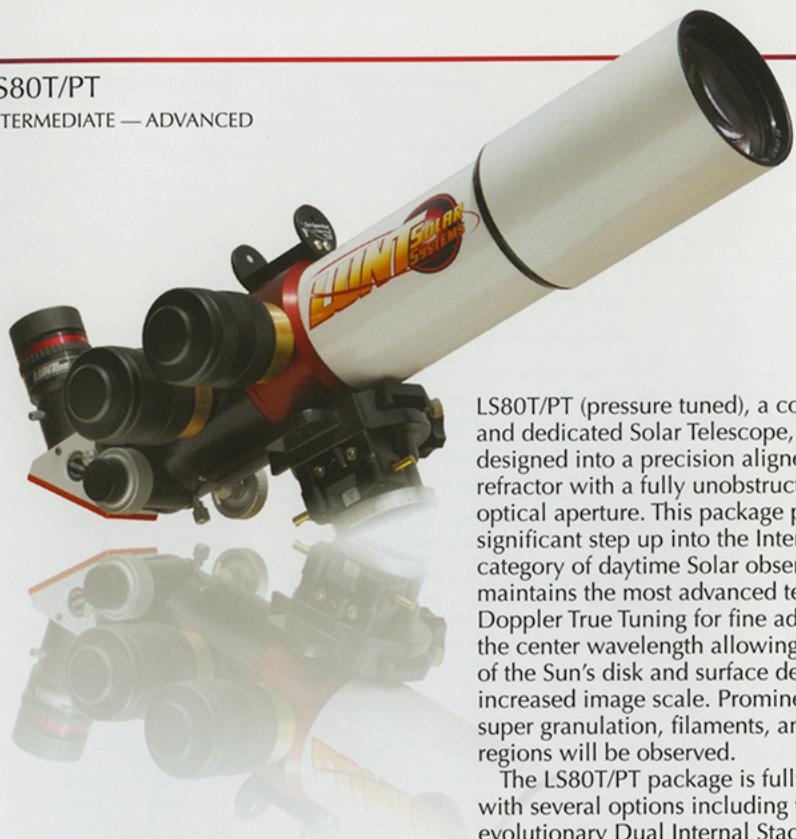 S80T/PT
TERMEDIATE — ADVANCED
LUNT SOLAR
SYSTEMS
LUNT
LS80T/PT (pressure tuned), a co
and dedicated Solar Telescope,
designed into a precision aligne
refractor with a fully unobstruct
optical aperture. This package p
significant step up into the Inter
category of daytime Solar obser
maintains the most advanced te
Doppler True Tuning for fine ad
the center wavelength allowing
of the Sun's disk and surface de
increased image scale. Promine
super granulation, filaments, an
regions will be observed.
The LS80T/PT package is fully
with several options including
evolutionary Dual Internal Stac